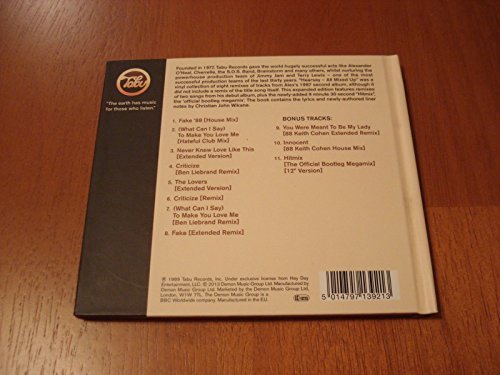 Tabu
"The earth has music
for those who listen."
Founded in 1977, Tabu Records gave the world hugely successful acts like Alexander
O'Neal, Cherrelle, the S.O.S. Band, Brainstorm and many others, whilst nurturing the
powerhouse production team of Jimmy Jam and Terry Lewis – one of the most
successful production teams of the last thirty years. "Hearsay – All Mixed Up" was a
vinyl collection of eight remixes of tracks from Alex's 1987 second album, although it
did not include a remix of the title song itself. This expanded edition features remixes
of two songs from his debut album, plus the newly-added 8 minute 30 second 'Hitmix',
the 'official bootleg megamix'. The book contains the lyrics and newly-authored liner
notes by Christian John Wikane.
1. Fake '88 [House Mix]
2. (What Can I Say)
To Make You Love Me
[Hateful Club Mix]
3. Never Knew Love Like This
[Extended Version]
4. Criticize
[Ben Liebrand Remix]
5. The Lovers
[Extended Version]
6. Criticize [Remix]
7. (What Can I Say)
To Make You Love Me
[Ben Liebrand Remix]
8. Fake [Extended Remix]
BONUS TRACKS:
9. You Were Meant To Be My Lady
[88 Keith Cohen Extended Remix]
10. Innocent
[88 Keith Cohen House Mix]
11. Hitmix
[The Official Bootleg Megamix]
[12" Version]
℗ 1989 Tabu Records, Inc. Under exclusive license from Hey Day
Entertainment, LLC. © 2013 Demon Music Group Ltd. Manufactured by
Demon Music Group Ltd. Marketed by the Demon Music Group Ltd,
London, W1W 7TL. The Demon Music Group Ltd is a
BBC Worldwide company. Manufactured in the EU.
5 014797 139213